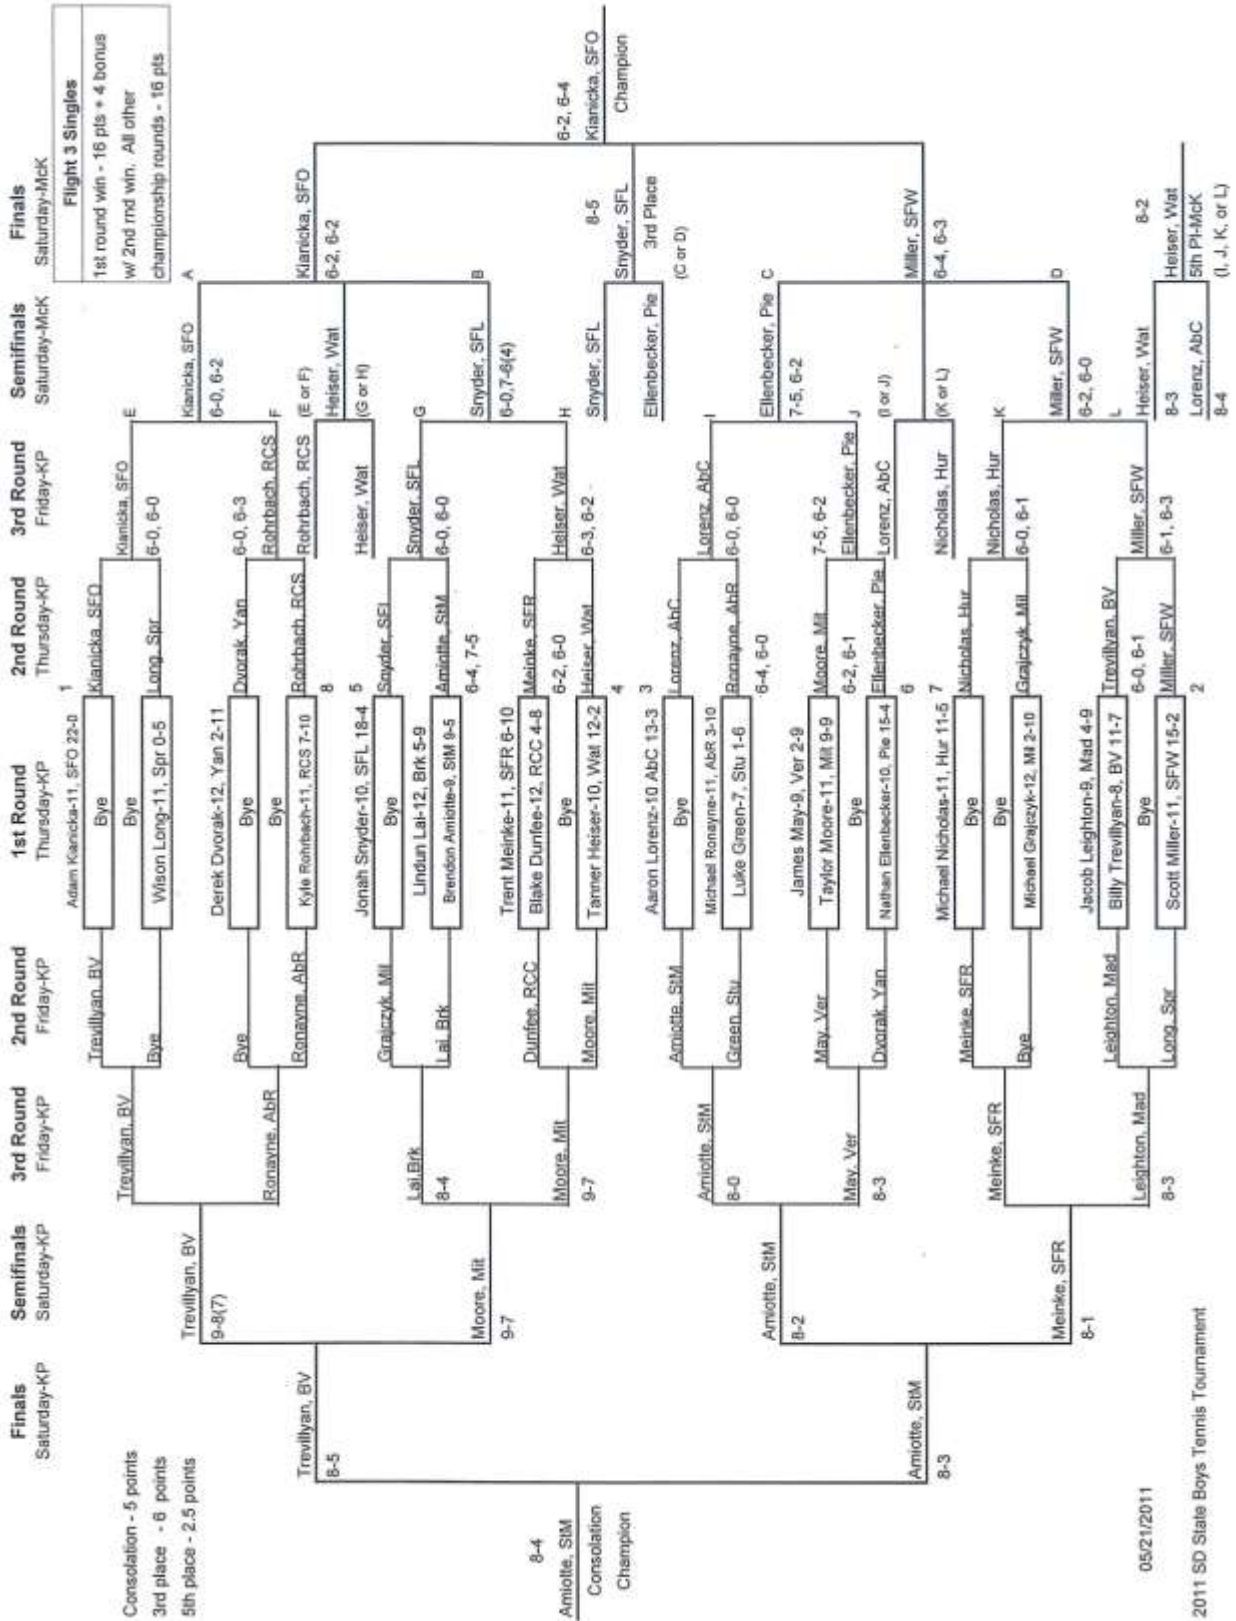 Finals
Saturday-KP
Semifinals
Saturday-KP
3rd Round
Friday-KP
2nd Round
Friday-KP
1st Round
Thursday-KP
2nd Round
Thursday-KP
3rd Round
Friday-KP
Semifinals
Saturday-McK
Finals
Saturday-McK
Flight 3 Singles
1st round win - 16 pts + 4 bonus
w/ 2nd rnd win. All other
championship rounds - 16 pts
Consolation - 5 points
3rd place - 6 points
5th place - 2.5 points
8-4
Amiotte, StM
Consolation
Champion
Trevillyan, BV
8-5
Amiotte, StM
8-3
Trevillyan, BV
9-8(7)
Moore, Mit
9-7
Amiotte, StM
8-2
Meinke, SFR
8-1
Trevillyan, BV
Ronayne, AbR
Lai,Brk
8-4
Moore, Mit
9-7
Amiotte, StM
8-0
May, Ver
8-3
Meinke, SFR
Leighton, Mad
8-3
Trevillyan, BV
Bye
Bye
Ronayne, AbR
Grajczyk, Mil
Lai, Brk
Dunfee, RCC
Moore, Mit
Amiotte, StM
Green, Stu
May, Ver
Dvorak, Yan
Meinke, SFR
Bye
Leighton, Mad
Long, Spr
Adam Kianicka-11, SFO 22-0
1
Bye
Bye
Wison Long-11, Spr 0-5
Derek Dvorak-12, Yan 2-11
Bye
Bye
Kyle Rohrbach-11, RCS 7-10
8
Jonah Snyder-10, SFL 18-4
5
Bye
Lindun Lai-12, Brk 5-9
Brendon Amiotte-9, StM 9-5
Trent Meinke-11, SFR 6-10
Blake Dunfee-12, RCC 4-8
Bye
Tanner Heiser-10, Wat 12-2
4
Aaron Lorenz-10 AbC 13-3
3
Bye
Michael Ronayne-11, AbR 3-10
Luke Green-7, Stu 1-6
James May-9, Ver 2-9
Taylor Moore-11, Mit 9-9
Bye
Nathan Ellenbecker-10, Pie 15-4
6
Michael Nicholas-11, Hur 11-5
7
Bye
Bye
Michael Grajczyk-12, Mil 2-10
Jacob Leighton-9, Mad 4-9
Billy Trevillyan-8, BV 11-7
Bye
Scott Miller-11, SFW 15-2
2
Kianicka, SFO
Long, Spr
Dvorak, Yan
Rohrbach, RCS
Snyder, SFl
Amiotte, StM
6-4, 7-5
Meinke, SFR
6-2, 6-0
Heiser, Wat
Lorenz, AbC
Ronayne, AbR
6-4, 6-0
Moore, Mit
6-2, 6-1
Ellenbecker, Pie
Nicholas, Hur
Grajczyk, Mil
Trevillyan, BV
6-0, 6-1
Miller, SFW
Kianicka, SFO
E
6-0, 6-0
6-0, 6-3
Rohrbach, RCS
F
Rohrbach, RCS
(E or F)
Heiser, Wat
(G or H)
Snyder, SFL
G
6-0, 6-0
Heiser, Wat
H
6-3, 6-2
Lorenz, AbC
I
6-0, 6-0
7-5, 6-2
Ellenbecker, Pie
J
Lorenz, AbC
(I or J)
Nicholas, Hur
(K or L)
Nicholas, Hur
K
6-0, 6-1
Miller, SFW
L
6-1, 6-3
Kianicka, SFO
A
6-0, 6-2
Heiser, Wat
Snyder, SFL
B
6-0,7-6(4)
Snyder, SFL
Ellenbecker, Pie
Ellenbecker, Pie
C
7-5, 6-2
Miller, SFW
D
6-2, 6-0
Heiser, Wat
8-3
Lorenz, AbC
8-4
Kianicka, SFO
6-2, 6-2
8-5
Snyder, SFL
3rd Place
(C or D)
Miller, SFW
6-4, 6-3
8-2
Heiser, Wat
5th Pl-McK
(I, J, K, or L)
6-2, 6-4
Kianicka, SFO
Champion
05/21/2011
2011 SD State Boys Tennis Tournament